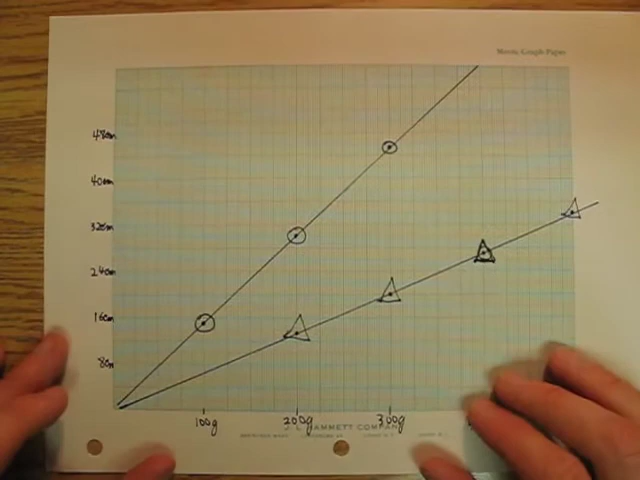 Metric Graph Paper
48cm
40cm
32cm
24cm
16cm
8cm
100g 200g 300g
J. L. HAMMETT COMPANY